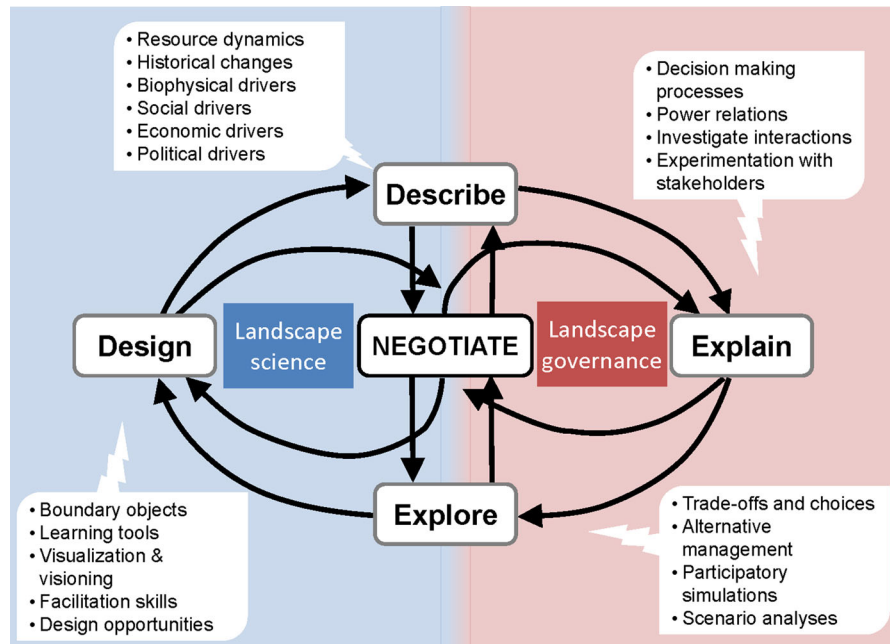 • Resource dynamics
• Historical changes
• Biophysical drivers
• Social drivers
• Economic drivers
• Political drivers
• Decision making
processes
• Power relations
• Investigate interactions
• Experimentation with
stakeholders
Describe
Design
Landscape
science
NEGOTIATE
Landscape
governance
Explain
Explore
• Boundary objects
• Learning tools
• Visualization &
visioning
• Facilitation skills
• Design opportunities
• Trade-offs and choices
• Alternative
management
• Participatory
simulations
• Scenario analyses